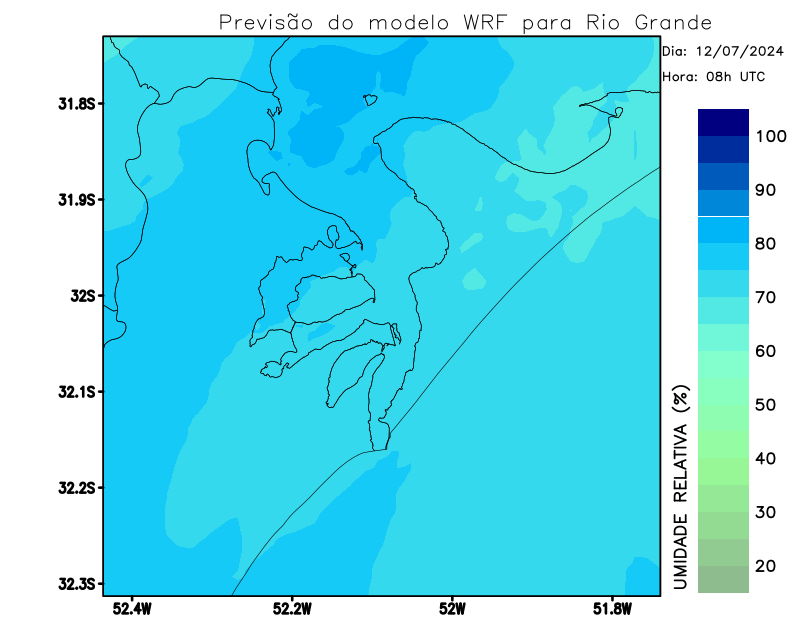 Previsão do modelo WRF para Rio Grande
Dia: 12/07/2024
Hora: 08h UTC
31.8S
31.9S
32S
32.1S
32.2S
32.3S
52.4W
52.2W
52W
51.8W
100
90
80
70
60
50
40
30
20
UMIDADE RELATIVA (%)